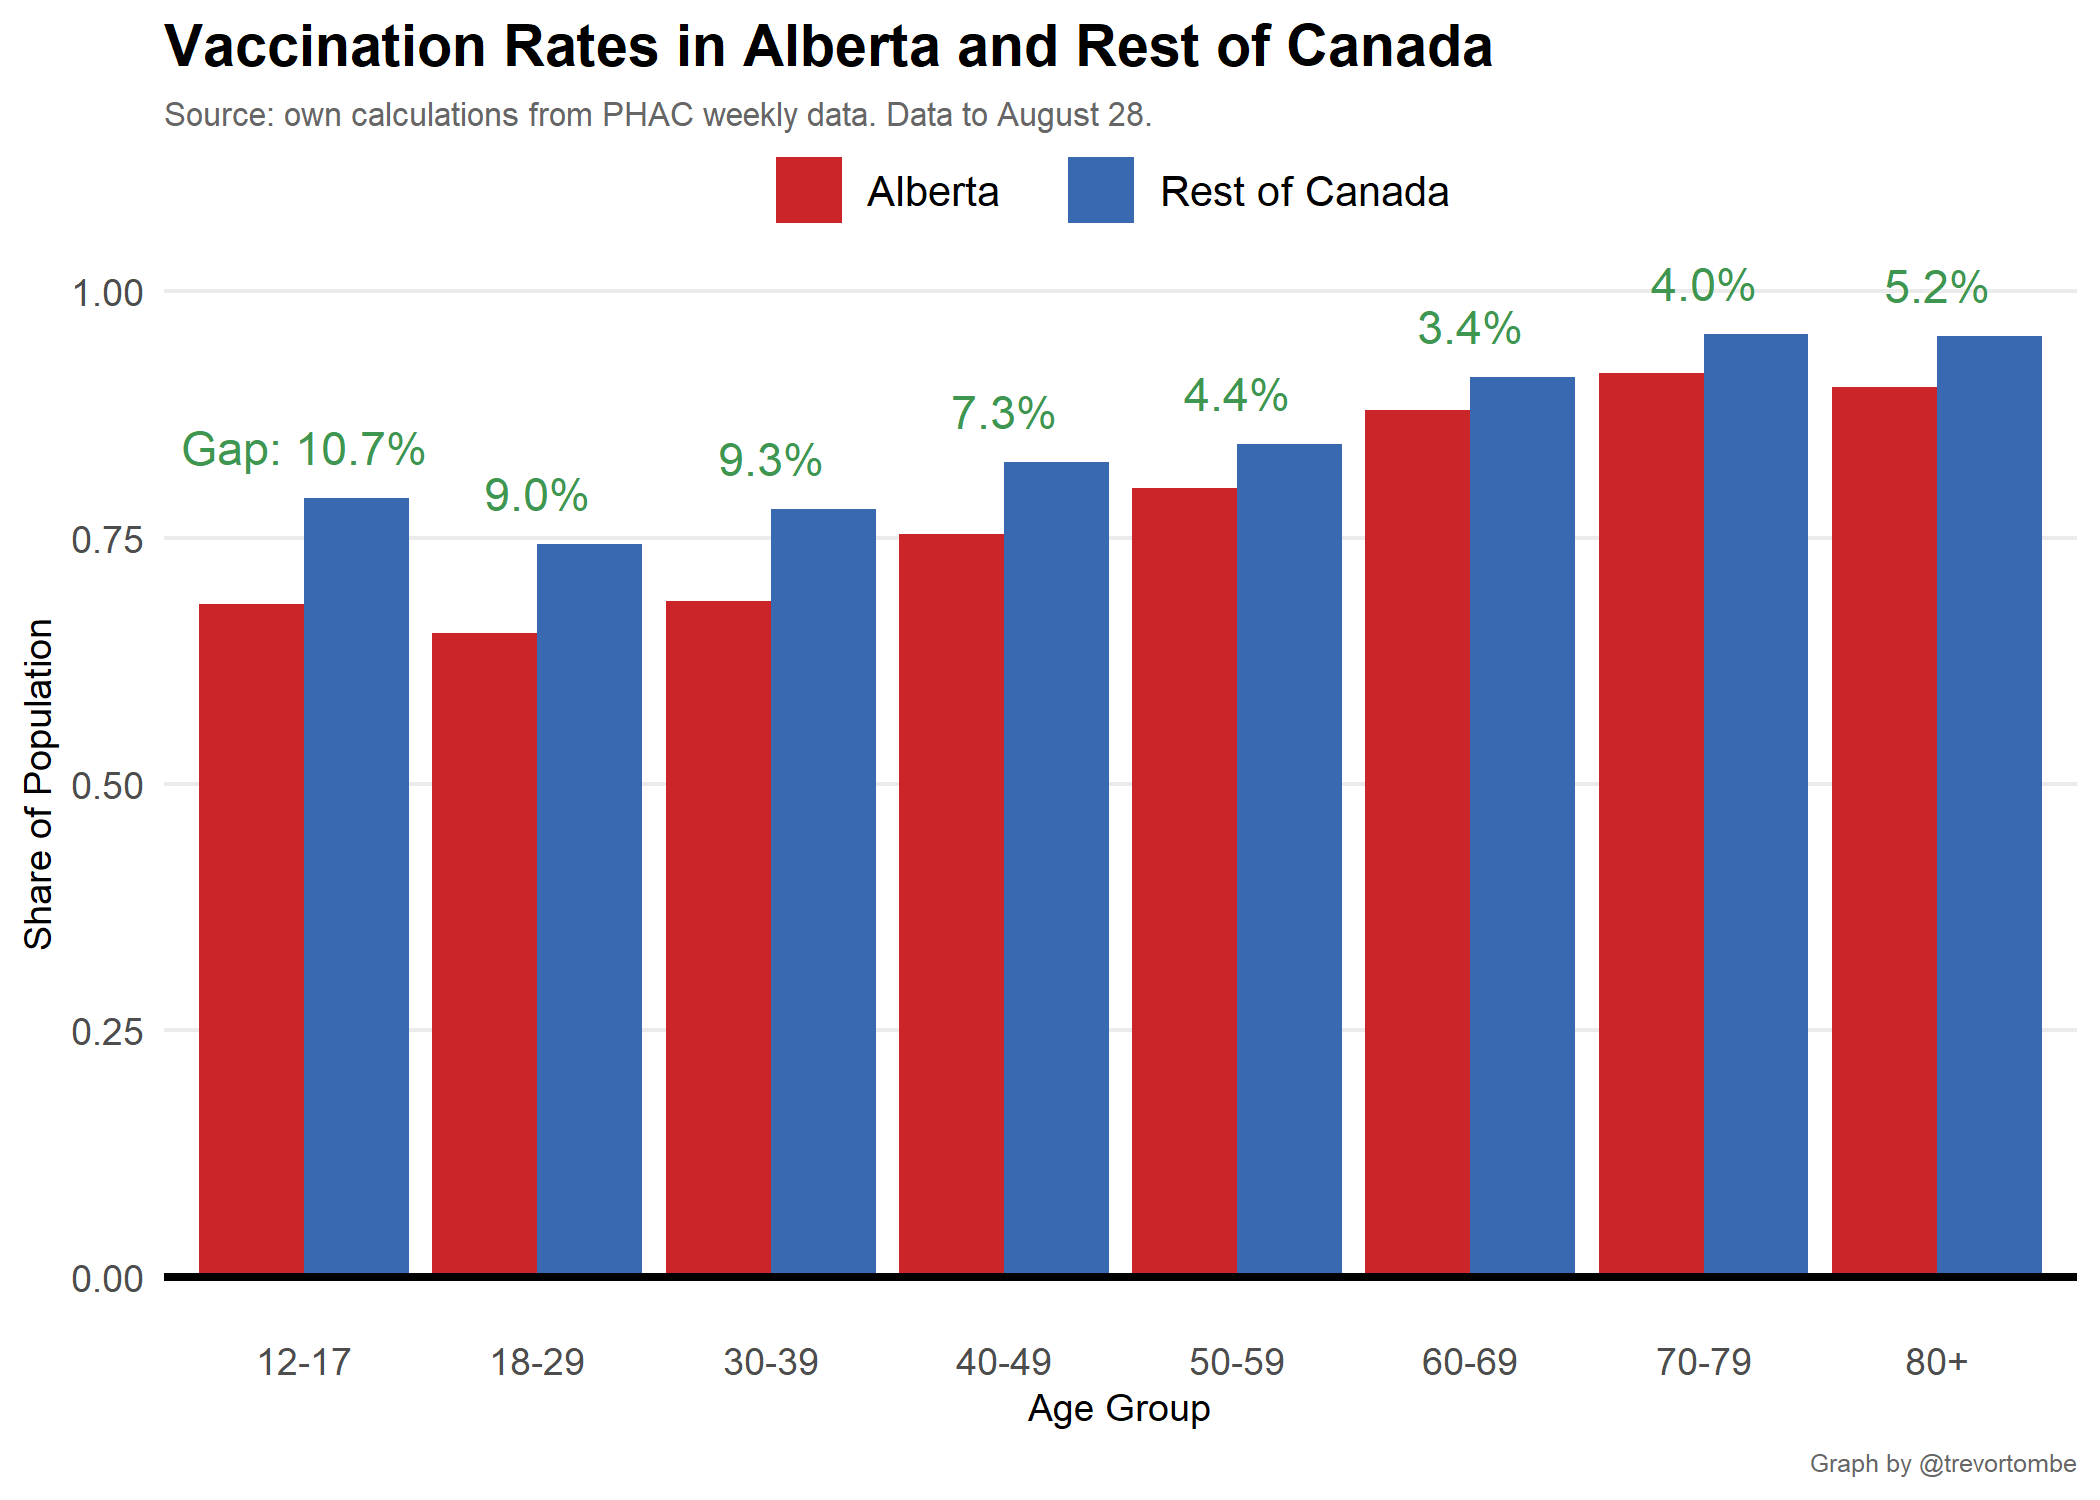 Vaccination Rates in Alberta and Rest of Canada
Source: own calculations from PHAC weekly data. Data to August 28.
Alberta
Rest of Canada
Share of Population
1.00
0.75
0.50
0.25
0.00
Gap: 10.7%
9.0%
9.3%
7.3%
4.4%
3.4%
4.0%
5.2%
12-17
18-29
30-39
40-49
50-59
60-69
70-79
80+
Age Group
Graph by @trevortombe